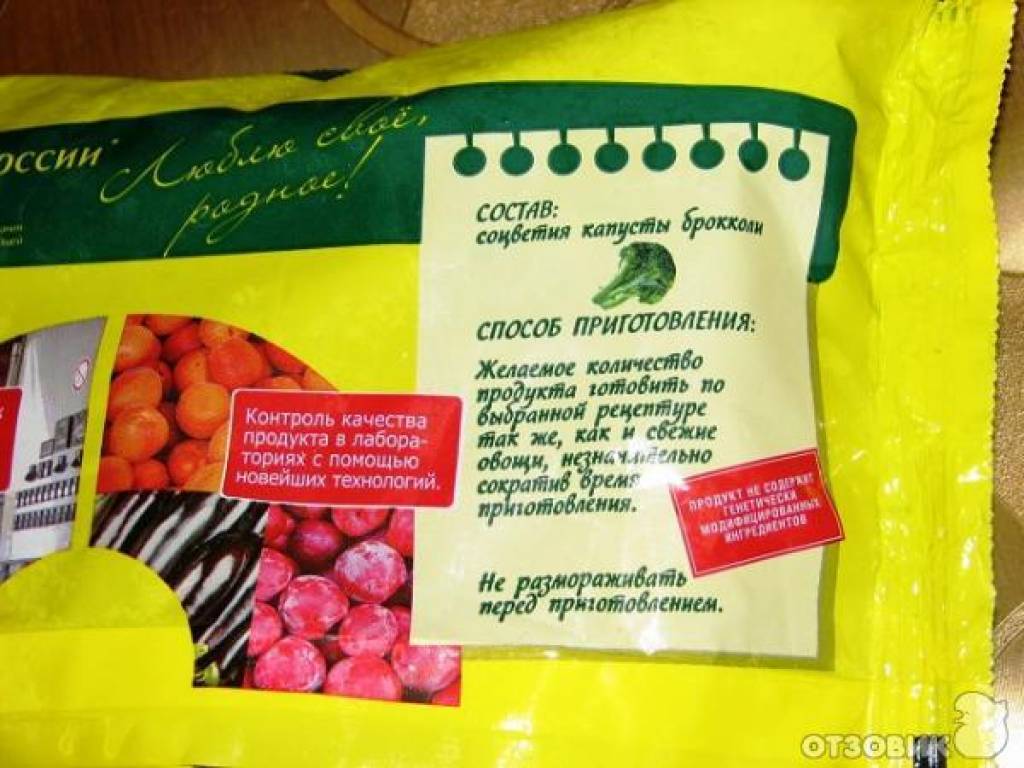 ОССИИ*
Люблю своё,
родное!
СОСТАВ:
соцветия капусты брокколи
СПОСОБ ПРИГОТОВЛЕНИЯ:
Желаемое количество
продукта готовить по
выбранной рецептуре
так же, как и свежие
овощи, незначительно
сократив время
приготовления.
Не размораживать
перед приготовлением.
Контроль качества
продукта в лабора-
ториях с помощью
новейших технологий.
ПРОДУКТ НЕ СОДЕРЖИТ
ГЕНЕТИЧЕСКИ
МОДИФИЦИРОВАННЫХ
ИНГРЕДИЕНТОВ
ОТЗОВИК